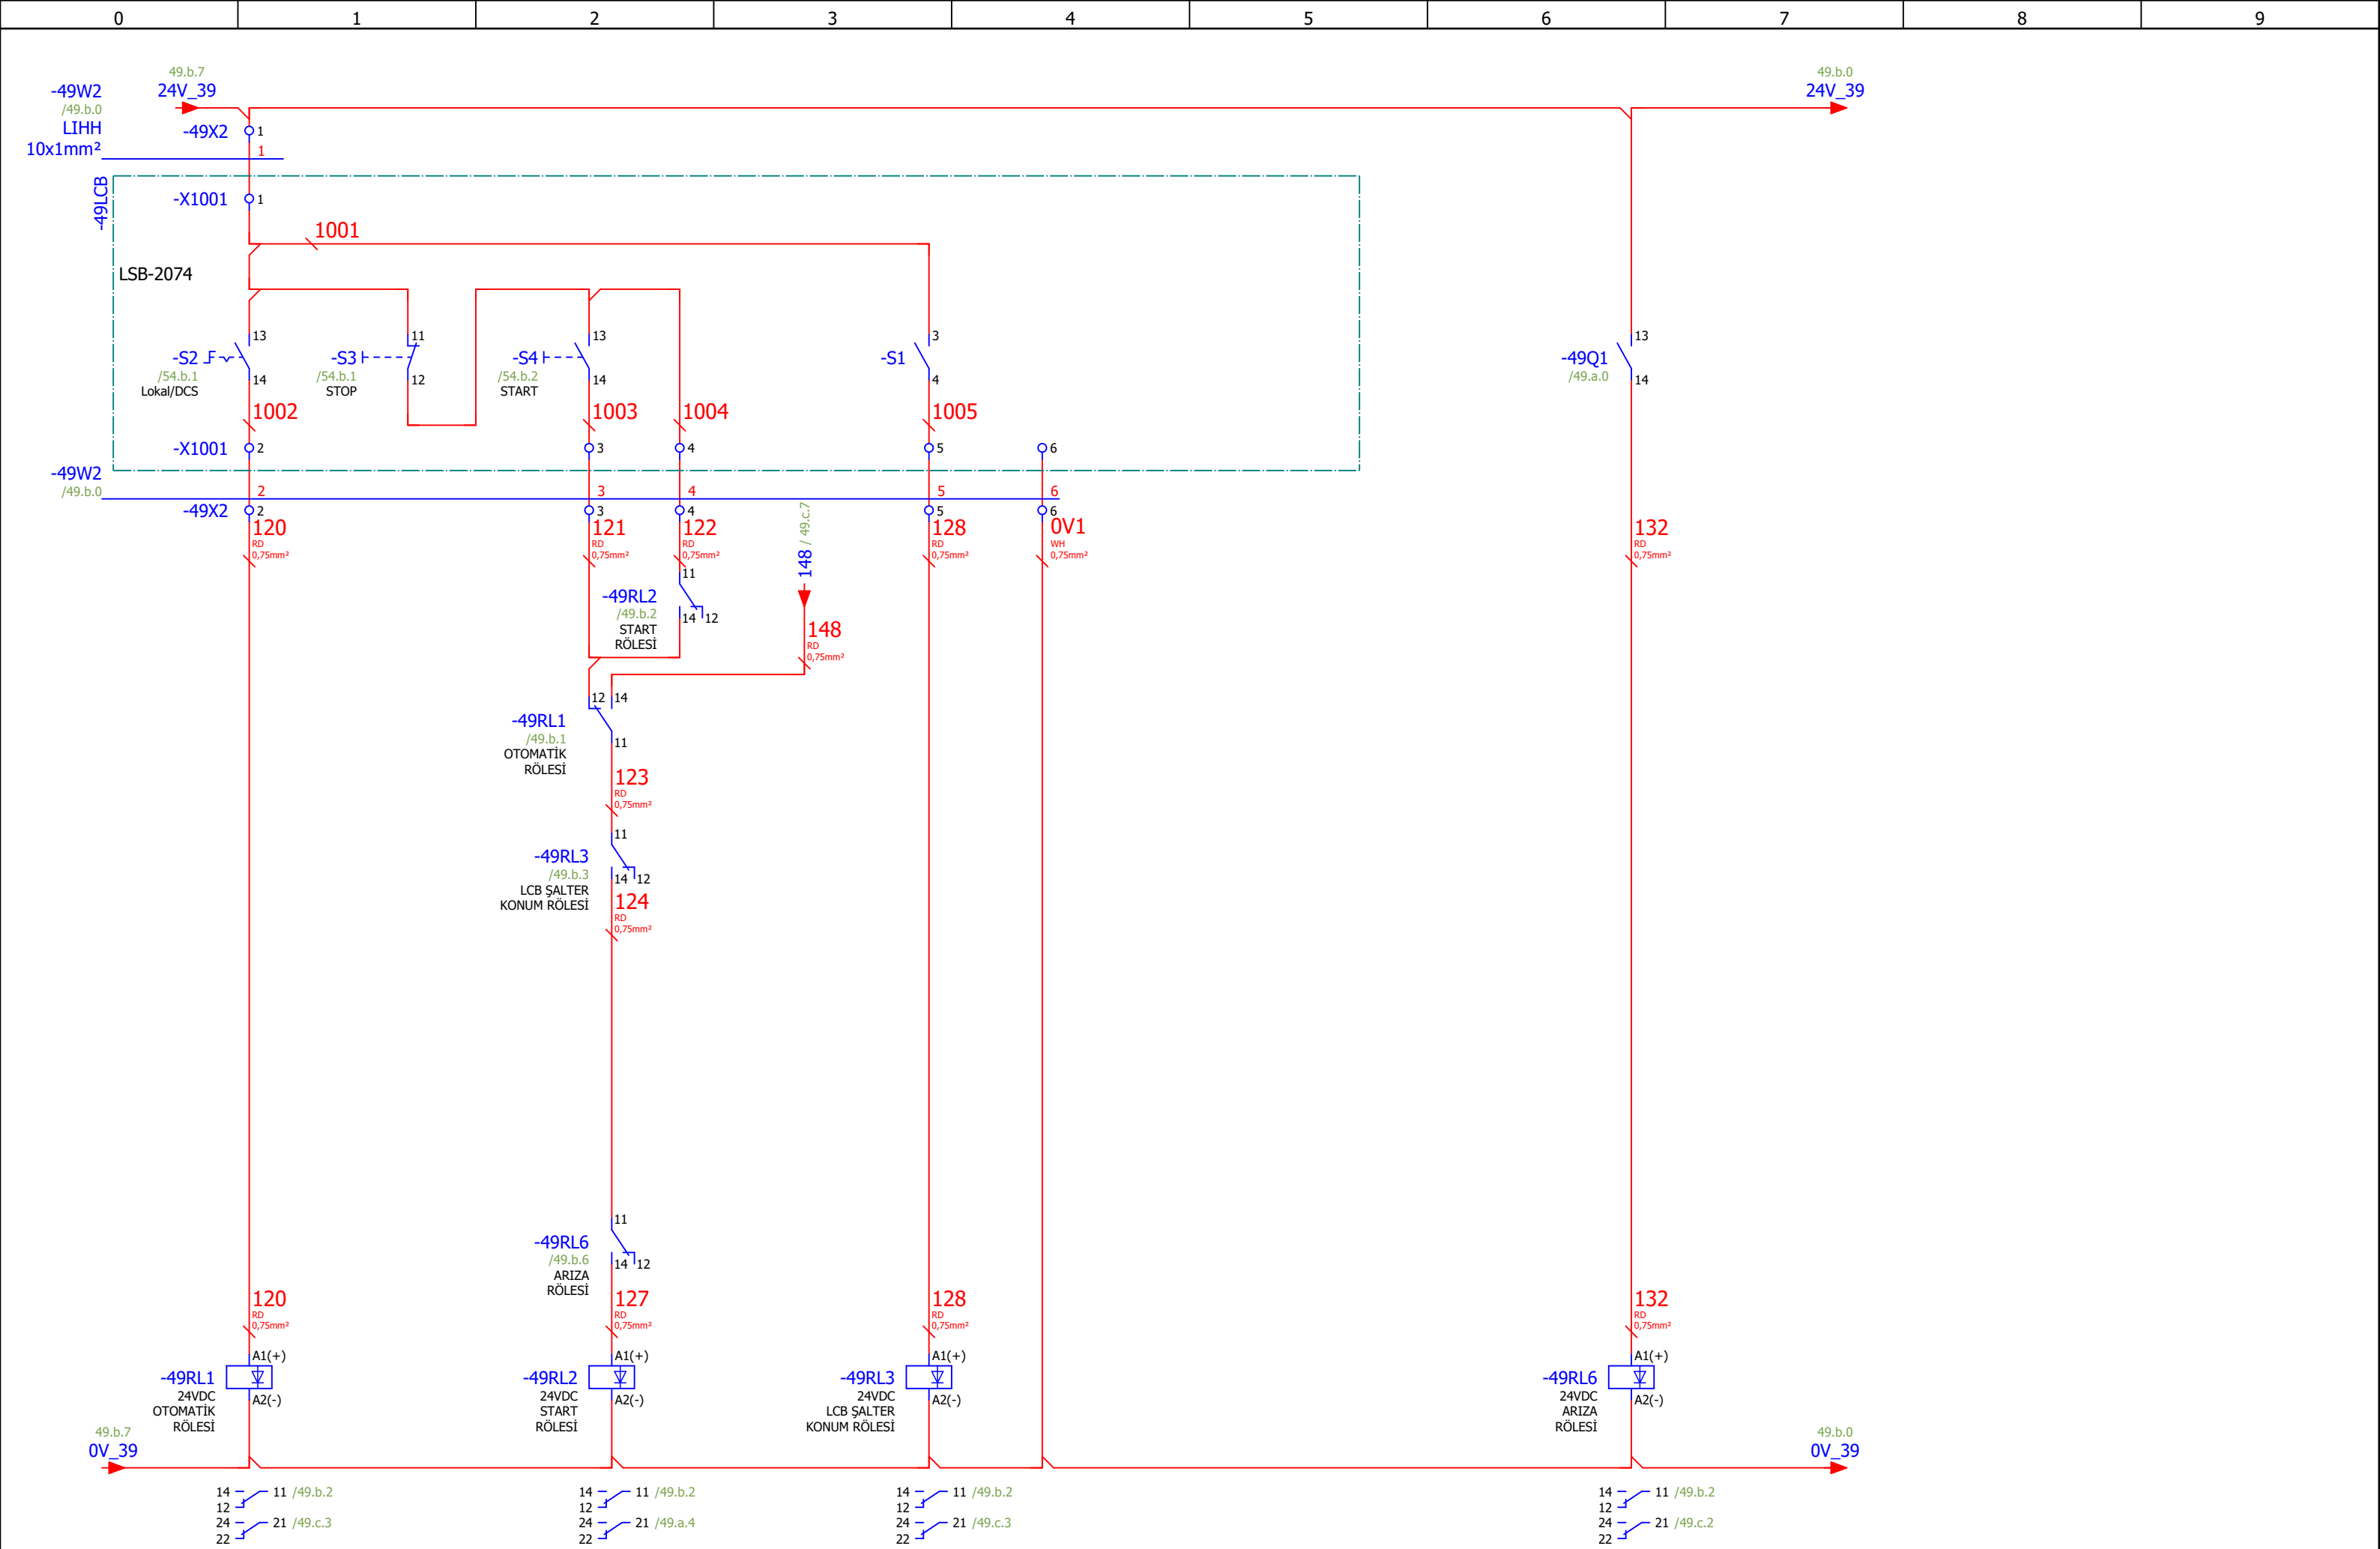 0 1 2 3 4 5 6 7 8 9
49.b.7
24V_39
49.b.0
24V_39
-49W2
/49.b.0
LIHH
10x1mm²
-49X2 1
1
-49LCB
-X1001 1
1001
LSB-2074
13
-S2
/54.b.1
Lokal/DCS
14
11
-S3
/54.b.1
STOP
12
13
-S4
/54.b.2
START
14
3
-S1
4
13
-49Q1
/49.a.0
14
1002
1003
1004
1005
-X1001 2 3 4 5 6
-49W2
/49.b.0
2 3 4 5 6
-49X2 2 3 4 5 6
120
RD
0,75mm²
121
RD
0,75mm²
122
RD
0,75mm²
148 / 49.c.7
128
RD
0,75mm²
0V1
WH
0,75mm²
132
RD
0,75mm²
11
-49RL2
/49.b.2
START
RÖLESİ
14 12
148
RD
0,75mm²
12 14
-49RL1
/49.b.1
OTOMATİK
RÖLESİ
11
123
RD
0,75mm²
11
-49RL3
/49.b.3
LCB ŞALTER
KONUM RÖLESİ
14 12
124
RD
0,75mm²
11
-49RL6
/49.b.6
ARIZA
RÖLESİ
14 12
120
RD
0,75mm²
127
RD
0,75mm²
128
RD
0,75mm²
132
RD
0,75mm²
A1(+)
-49RL1
24VDC
OTOMATİK
RÖLESİ
A2(-)
A1(+)
-49RL2
24VDC
START
RÖLESİ
A2(-)
A1(+)
-49RL3
24VDC
LCB ŞALTER
KONUM RÖLESİ
A2(-)
A1(+)
-49RL6
24VDC
ARIZA
RÖLESİ
A2(-)
49.b.7
0V_39
49.b.0
0V_39
14 11 /49.b.2
12
24 21 /49.c.3
22
14 11 /49.b.2
12
24 21 /49.a.4
22
14 11 /49.b.2
12
24 21 /49.c.3
22
14 11 /49.b.2
12
24 21 /49.c.2
22